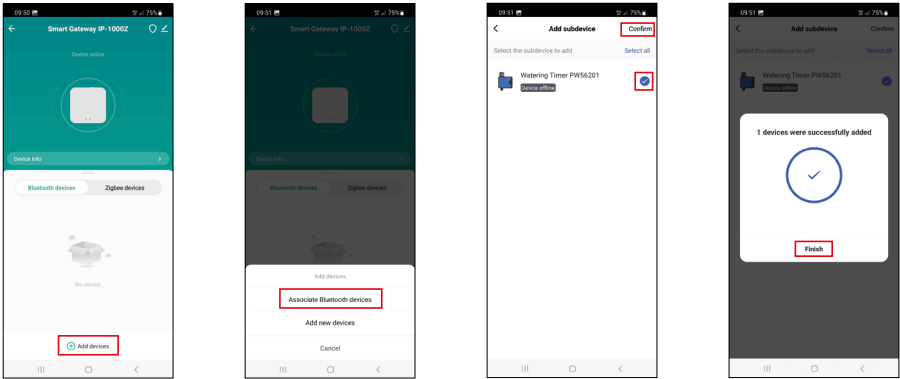 09:50
75%
Smart Gateway IP-1000Z
Device online
Device Info
Bluetooth devices
Zigbee devices
No device
Add devices
09:51
75%
Smart Gateway IP-1000Z
Device online
Device Info
Bluetooth devices
Zigbee devices
Add devices
Associate Bluetooth devices
Add new devices
Cancel
09:51
75%
Add subdevice
Confirm
Select the subdevice to add
Select all
Watering Timer PW56201
Device offline
09:51
75%
Add subdevice
Confirm
Select the subdevice to add
Select all
Watering Timer PW56201
Device offline
1 devices were successfully added
Finish